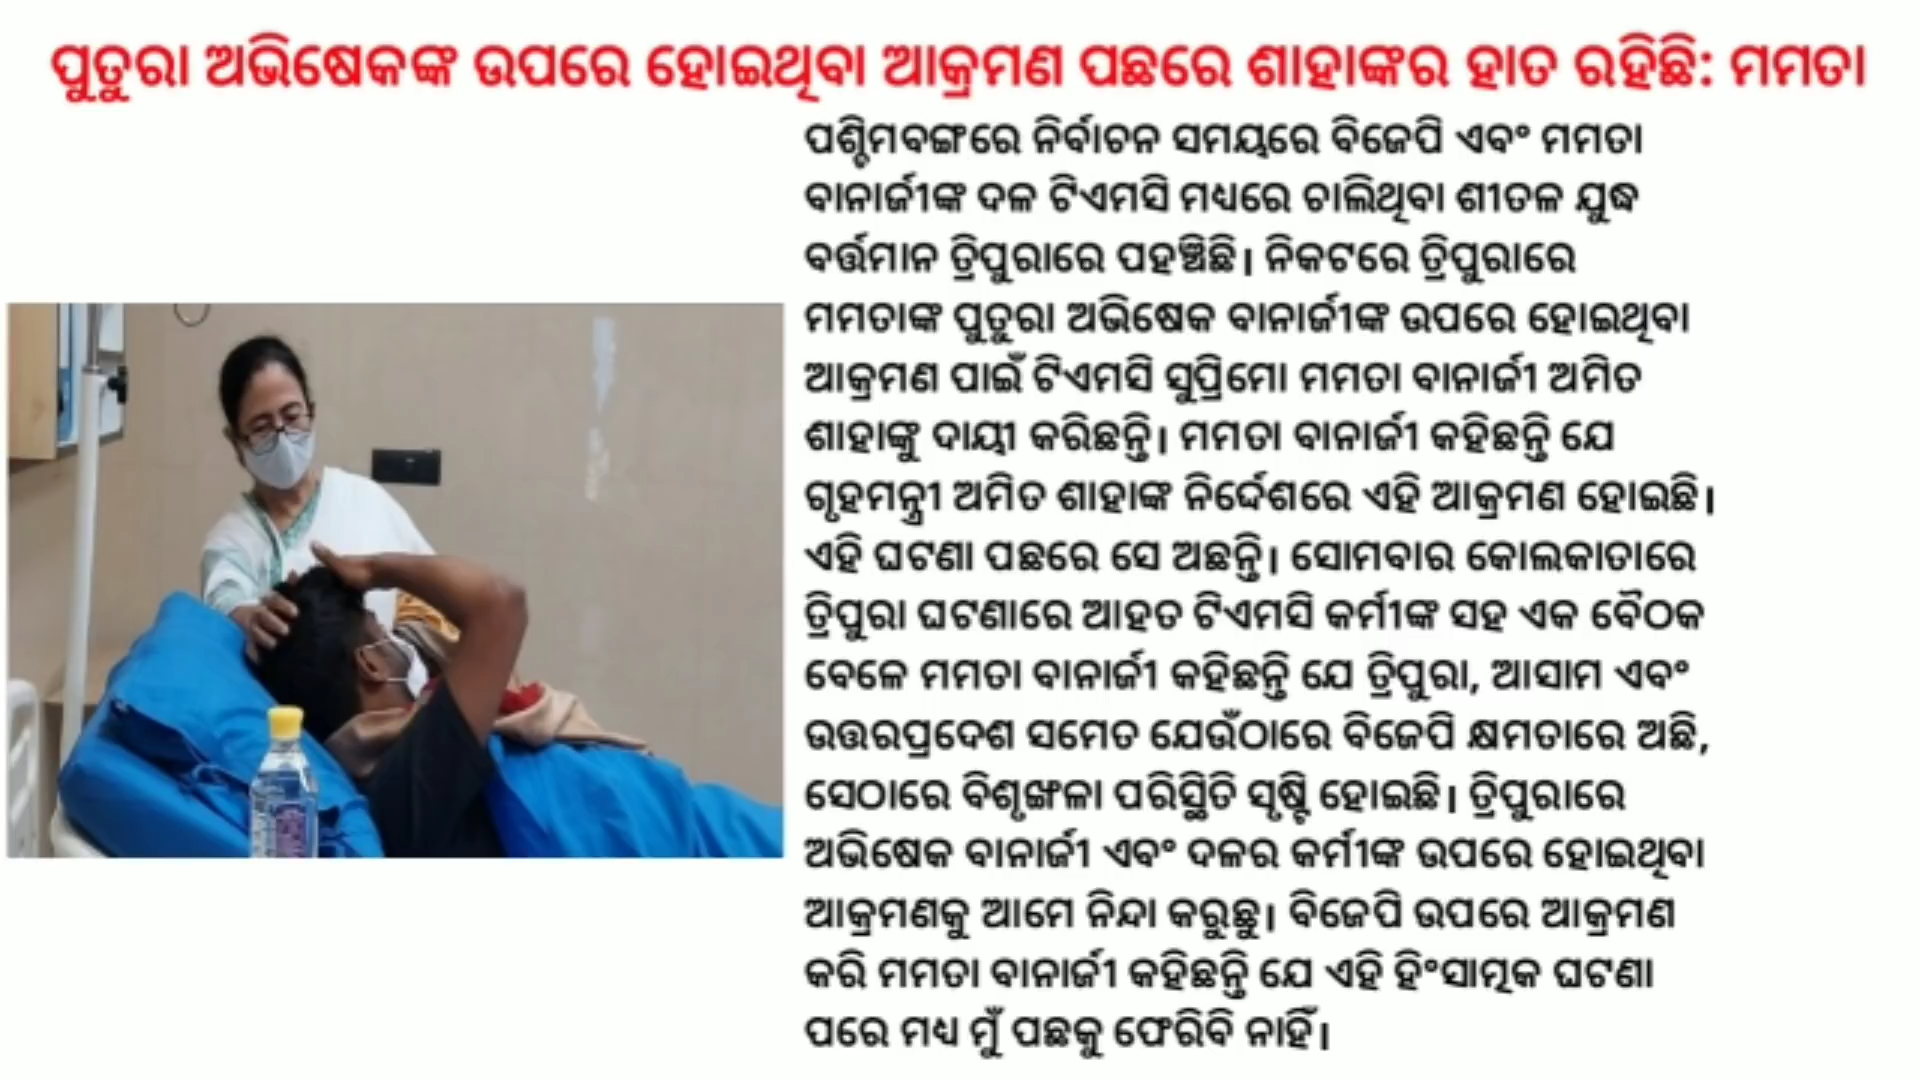 ପୁତୁରା ଅଭିଷେକଙ୍କ ଉପରେ ହୋଇଥିବା ଆକ୍ରମଣ ପଛରେ ଶାହାଙ୍କର ହାତ ରହିଛି: ମମତା
ପଶ୍ଚିମବଙ୍ଗରେ ନିର୍ବାଚନ ସମୟରେ ବିଜେପି ଏବଂ ମମତା
ବାନାର୍ଜୀଙ୍କ ଦଳ ଟିଏମସି ମଧ୍ୟରେ ଚାଲିଥିବା ଶୀତଳ ଯୁଦ୍ଧ
ବର୍ତ୍ତମାନ ତ୍ରିପୁରାରେ ପହଞ୍ଚିଛି। ନିକଟରେ ତ୍ରିପୁରାରେ
ମମତାଙ୍କ ପୁତୁରା ଅଭିଷେକ ବାନାର୍ଜୀଙ୍କ ଉପରେ ହୋଇଥିବା
ଆକ୍ରମଣ ପାଇଁ ଟିଏମସି ସୁପ୍ରିମୋ ମମତା ବାନାର୍ଜୀ ଅମିତ
ଶାହାଙ୍କୁ ଦାୟୀ କରିଛନ୍ତି। ମମତା ବାନାର୍ଜୀ କହିଛନ୍ତି ଯେ
ଗୃହମନ୍ତ୍ରୀ ଅମିତ ଶାହାଙ୍କ ନିର୍ଦ୍ଦେଶରେ ଏହି ଆକ୍ରମଣ ହୋଇଛି।
ଏହି ଘଟଣା ପଛରେ ସେ ଅଛନ୍ତି। ସୋମବାର କୋଲକାତାରେ
ତ୍ରିପୁରା ଘଟଣାରେ ଆହତ ଟିଏମସି କର୍ମୀଙ୍କ ସହ ଏକ ବୈଠକ
ବେଳେ ମମତା ବାନାର୍ଜୀ କହିଛନ୍ତି ଯେ ତ୍ରିପୁରା, ଆସାମ ଏବଂ
ଉତ୍ତରପ୍ରଦେଶ ସମେତ ଯେଉଁଠାରେ ବିଜେପି କ୍ଷମତାରେ ଅଛି,
ସେଠାରେ ବିଶୃଙ୍ଖଳା ପରିସ୍ଥିତି ସୃଷ୍ଟି ହୋଇଛି। ତ୍ରିପୁରାରେ
ଅଭିଷେକ ବାନାର୍ଜୀ ଏବଂ ଦଳର କର୍ମୀଙ୍କ ଉପରେ ହୋଇଥିବା
ଆକ୍ରମଣକୁ ଆମେ ନିନ୍ଦା କରୁଛୁ। ବିଜେପି ଉପରେ ଆକ୍ରମଣ
କରି ମମତା ବାନାର୍ଜୀ କହିଛନ୍ତି ଯେ ଏହି ହିଂସାତ୍ମକ ଘଟଣା
ପରେ ମଧ୍ୟ ମୁଁ ପଛକୁ ଫେରିବି ନାହିଁ।